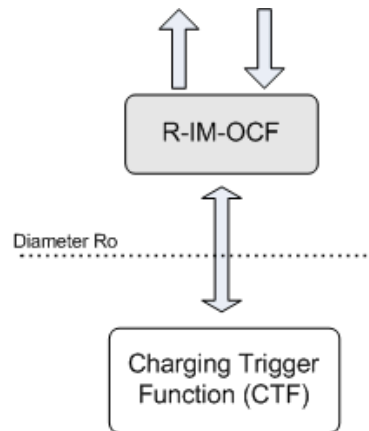 R-IM-OCF
Diameter Ro
Charging Trigger
Function (CTF)